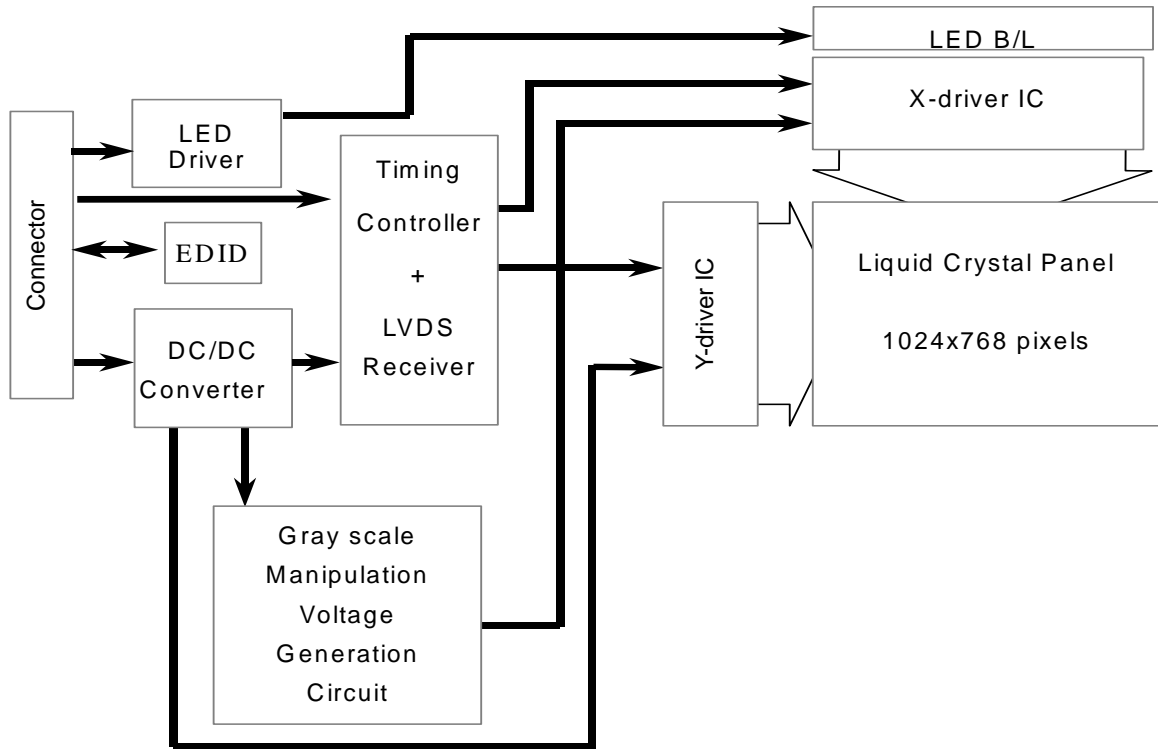 LED B/L
X-driver IC
LED
Driver
Timing
Controller
+
LVDS
Receiver
Connector
EDID
Y-driver IC
Liquid Crystal Panel
1024x768 pixels
DC/DC
Converter
Gray scale
Manipulation
Voltage
Generation
Circuit